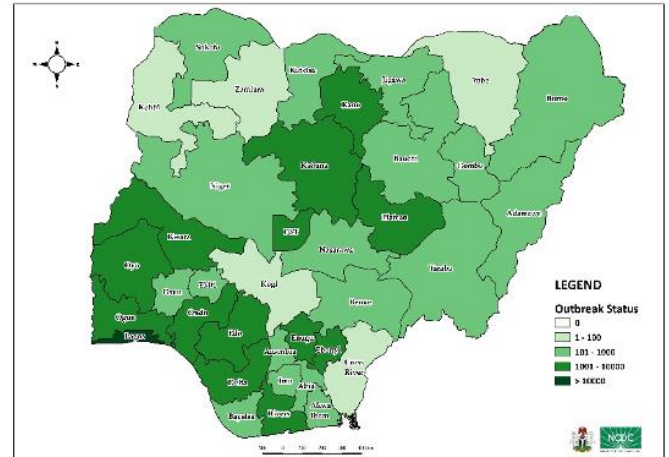 Sokoto
Katsina
Jigawa
Yobe
Borno
Zamfara
Kebbi
Kano
Kaduna
Bauchi
Gombe
Niger
Adamawa
Plateau
FCT
Kwara
Nasarawa
Taraba
Oyo
Kogi
Benue
Osun
Ekiti
Ondo
Ogun
Lagos
Edo
Enugu
Ebonyi
Anambra
Cross
River
Delta
Imo
Abia
Akwa
Ibom
Bayelsa
Rivers
LEGEND
Outbreak Status
0
1 - 100
101 - 1000
1001 - 10000
> 10000
NCDC